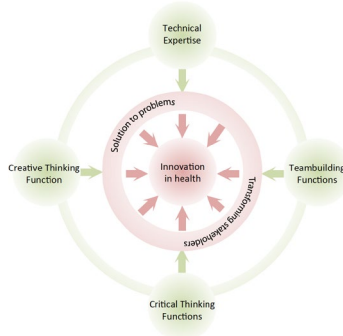 Technical
Expertise
Solution to problems
Creative Thinking
Function
Innovation
in health
Teambuilding
Functions
Transforming stakeholders
Critical Thinking
Functions